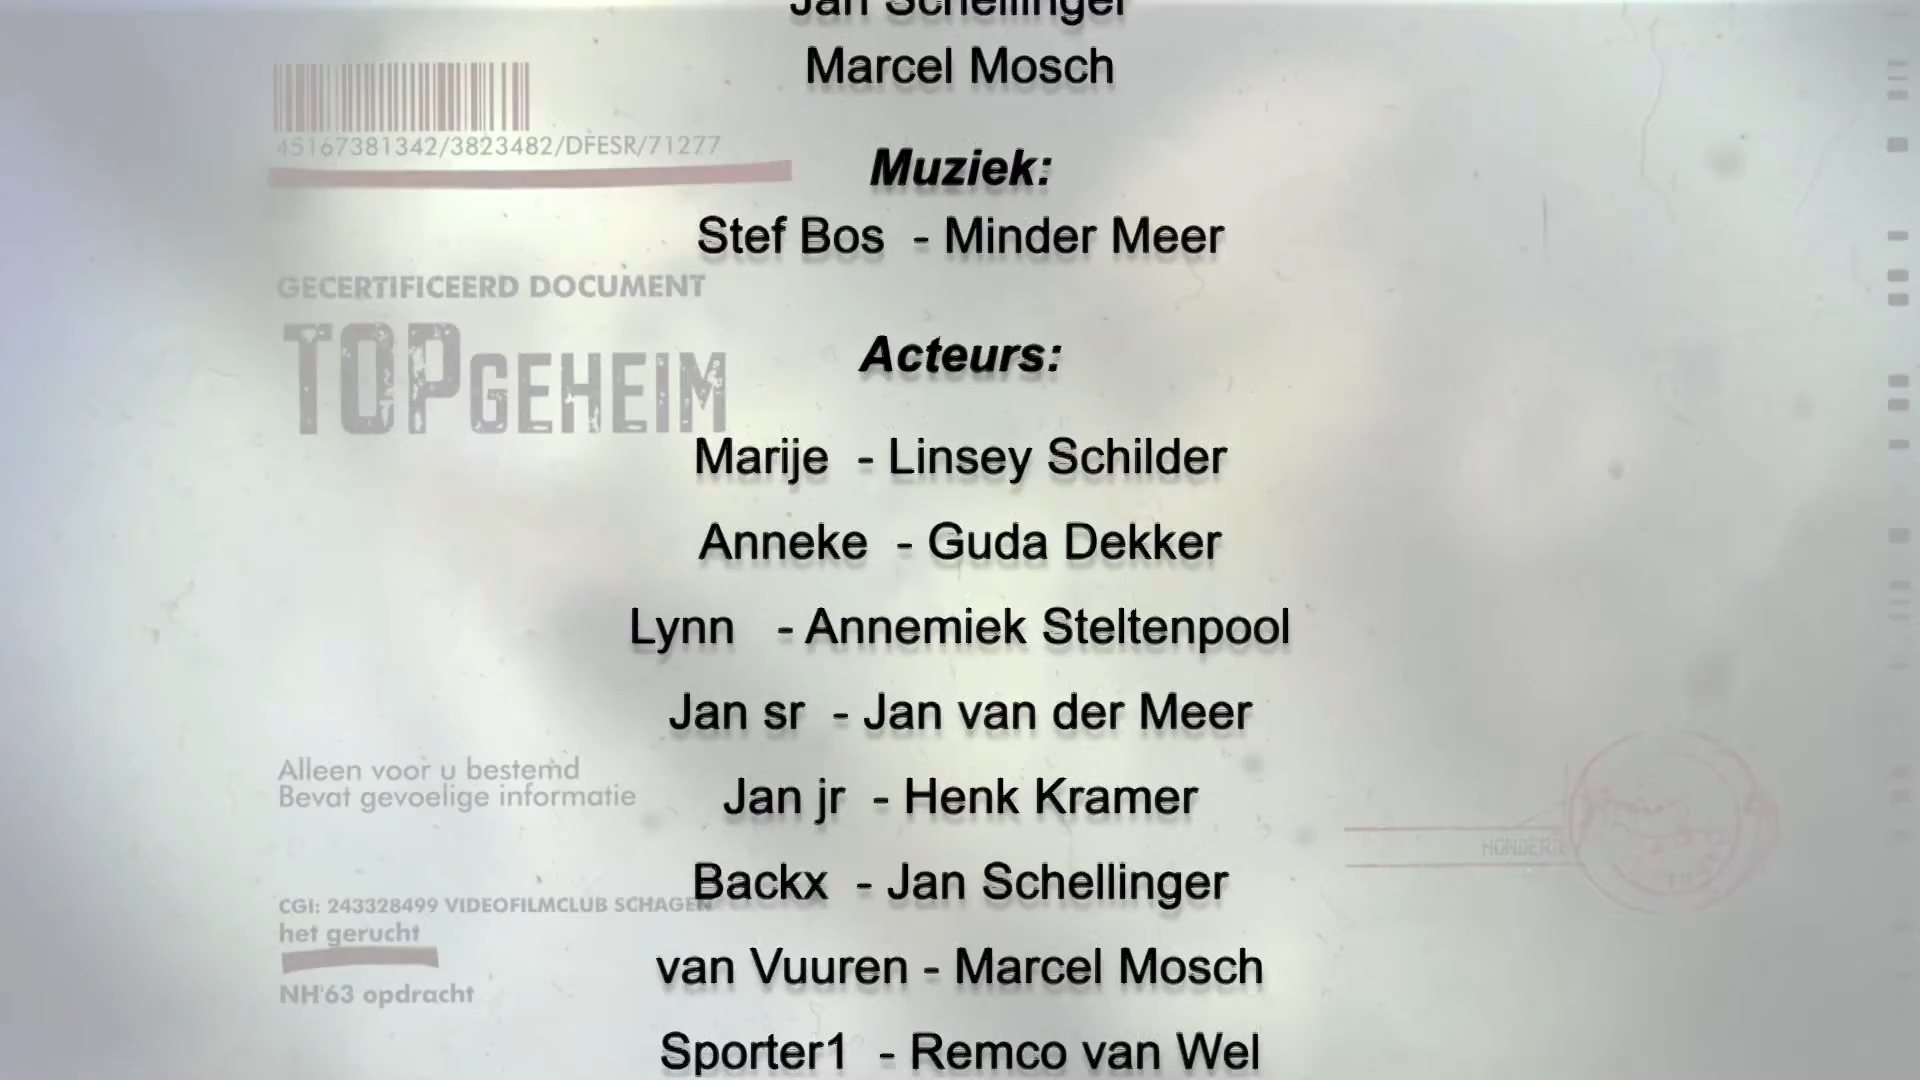 Jan Schellinger
Marcel Mosch
45167381342/3823482/DFESR/71277
Muziek:
Stef Bos - Minder Meer
GECERTIFICEERD DOCUMENT
TOPGEHEIM
Acteurs:
Marije - Linsey Schilder
Anneke - Guda Dekker
Lynn - Annemiek Steltenpool
Jan sr - Jan van der Meer
Alleen voor u bestemd
Bevat gevoelige informatie
Jan jr - Henk Kramer
HONDERD
Backx - Jan Schellinger
CGI: 243328499 VIDEOFILMCLUB SCHAGEN
het gerucht
van Vuuren - Marcel Mosch
NH'63 opdracht
Sporter1 - Remco van Wel